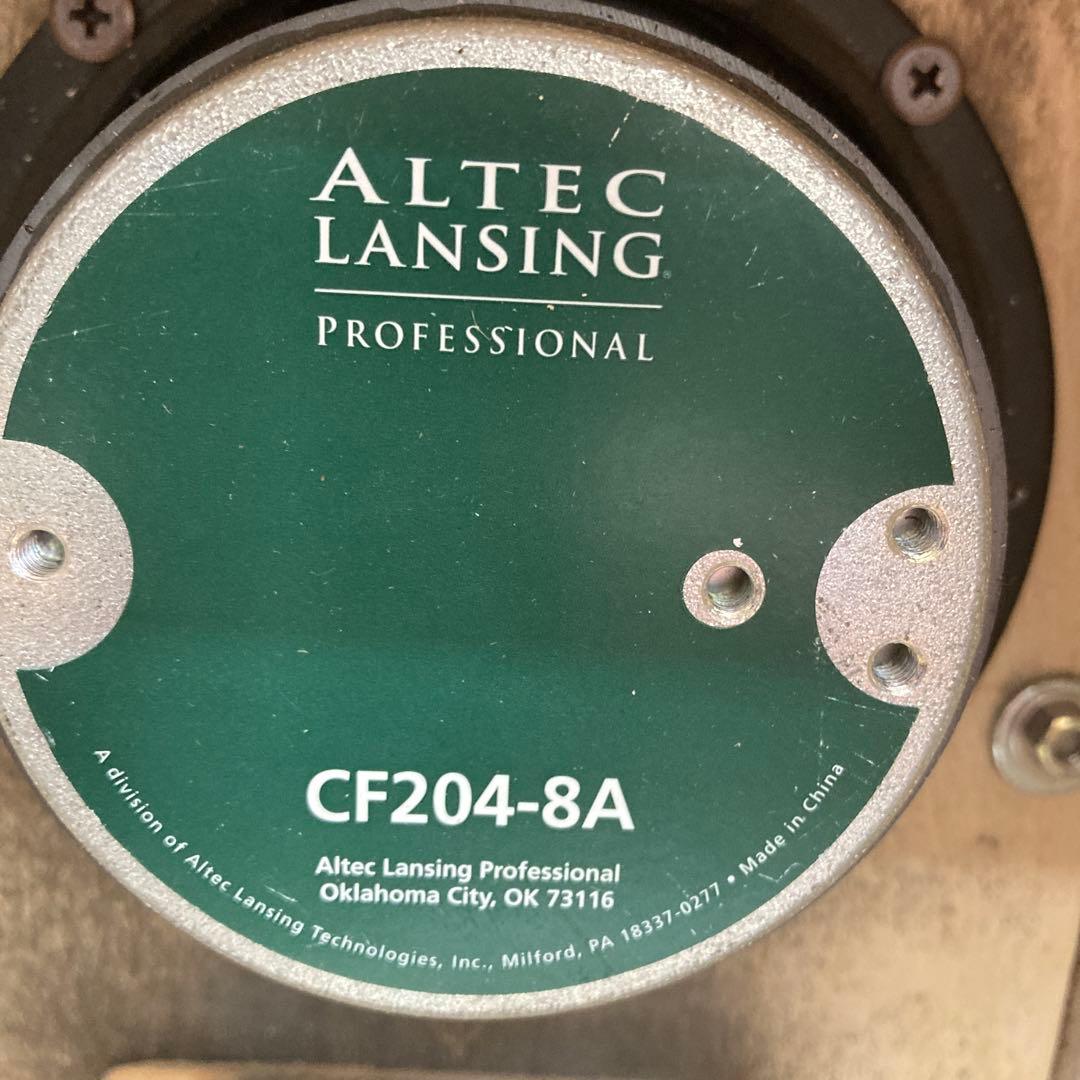 ALTEC
LANSING®
PROFESSIONAL
CF204-8A
Altec Lansing Professional
Oklahoma City, OK 73116
A division of Altec Lansing Technologies, Inc., Milford, PA 18337-0277 • Made in China